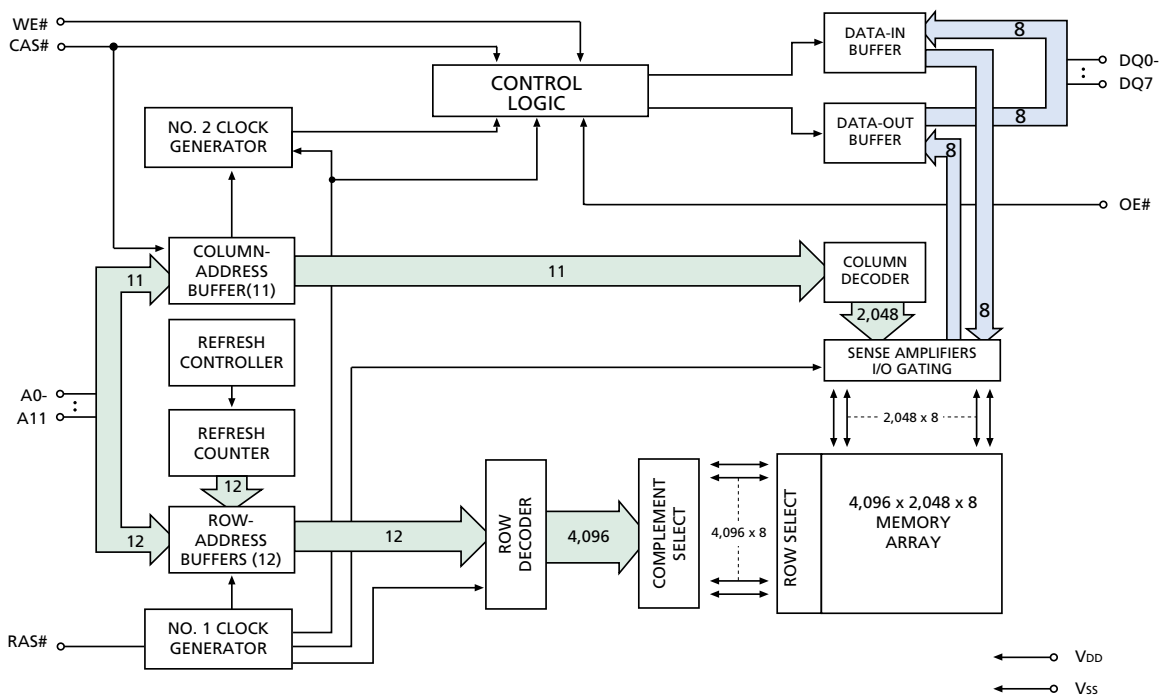 WE#
CAS#
CONTROL
LOGIC
DATA-IN
BUFFER
8
DQ0-
:
DQ7
DATA-OUT
BUFFER
8
8
NO. 2 CLOCK
GENERATOR
OE#
COLUMN-
ADDRESS
BUFFER(11)
11
11
COLUMN
DECODER
2,048
8
REFRESH
CONTROLLER
SENSE AMPLIFIERS
I/O GATING
A0-
:
A11
REFRESH
COUNTER
2,048 x 8
12
ROW-
ADDRESS
BUFFERS (12)
12
12
ROW
DECODER
4,096
COMPLEMENT
SELECT
4,096 x 8
ROW SELECT
4,096 x 2,048 x 8
MEMORY
ARRAY
RAS#
NO. 1 CLOCK
GENERATOR
VDD
VSS